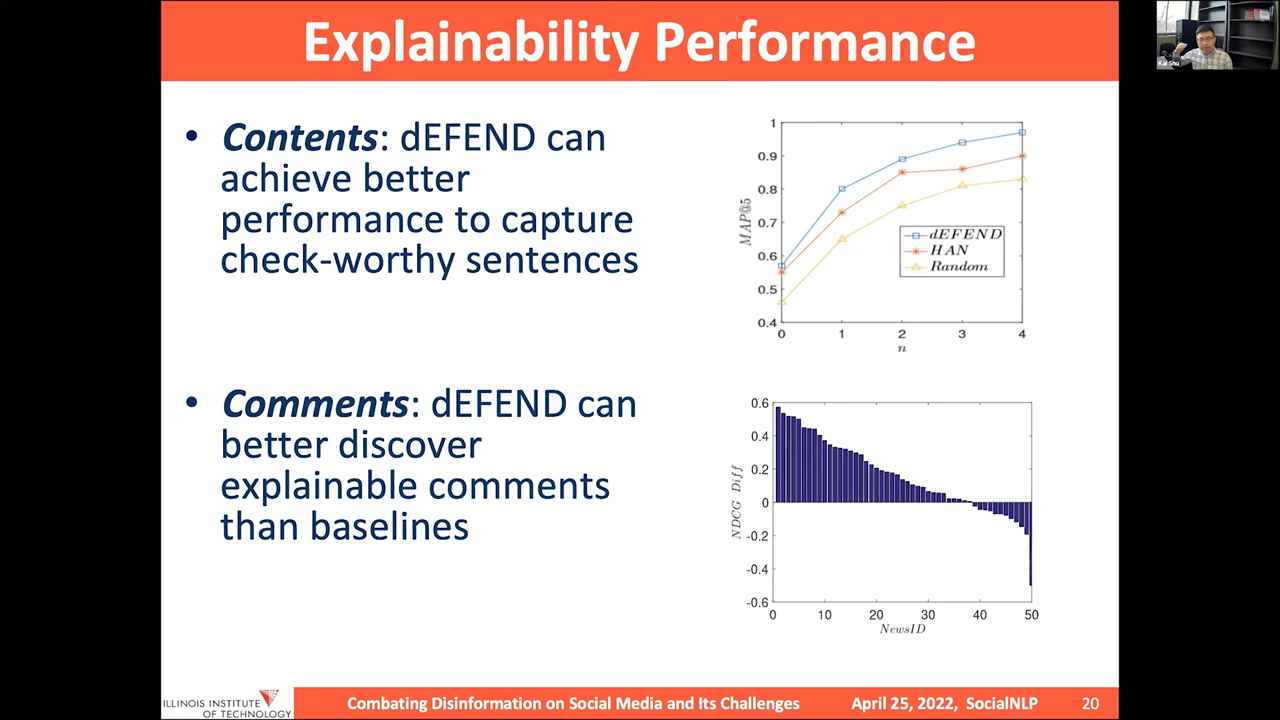 Explainability Performance
Kai Shu
• Contents: dEFEND can
achieve better
performance to capture
check-worthy sentences
1
0.9
0.8
0.7
0.6
0.5
0.4
MAP@5
dEFEND
HAN
Random
0 1 2 3 4
n
• Comments: dEFEND can
better discover
explainable comments
than baselines
0.6
0.4
0.2
0
-0.2
-0.4
-0.6
NDCG Diff
0 10 20 30 40 50
NewsID
ILLINOIS INSTITUTE
OF TECHNOLOGY
Combating Disinformation on Social Media and Its Challenges April 25, 2022, SocialNLP 20